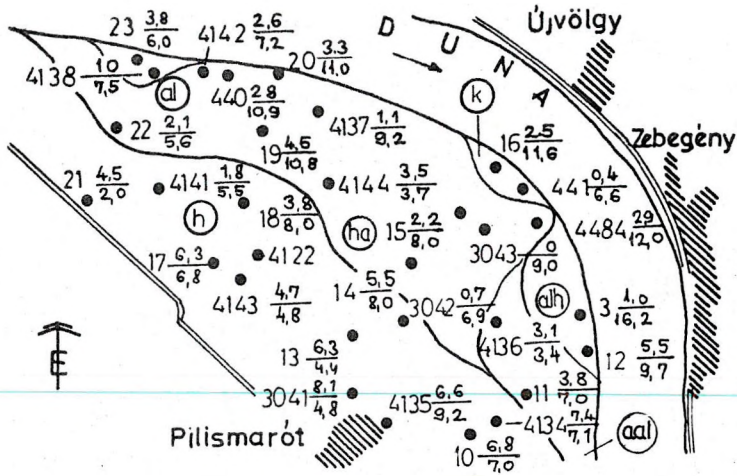 23 3,8/6,0
4142 2,6/7,2
20 3.3/11,0
DUNA
Újvölgy
4138 10/7,5
al
440 2,8/10,9
k
22 2,1/5,6
19 4,5/10,8
4137 1,1/8,2
16 2,5/11,6
Zebegény
21 4,5/2,0
4141 1,8/5,5
4144 3,5/3,7
441 0,4/6,6
h
18 3,8/8,0
ha
15 2,2/8,0
4484 2,9/12,0
17 6,3/6,8
4122
3043 0/9,0
4143 4,7/4,8
14 5,5/8,0
3042 0,7/6,9
alh
3 1,0/16,2
É
13 6,3/4,4
4136 3,1/3,4
12 5,5/9,7
3041 8,1/4,8
4135 6,6/9,2
11 3,8/7,0
Pilismarót
4134 7,4/7,1
aal
10 6,8/7,0